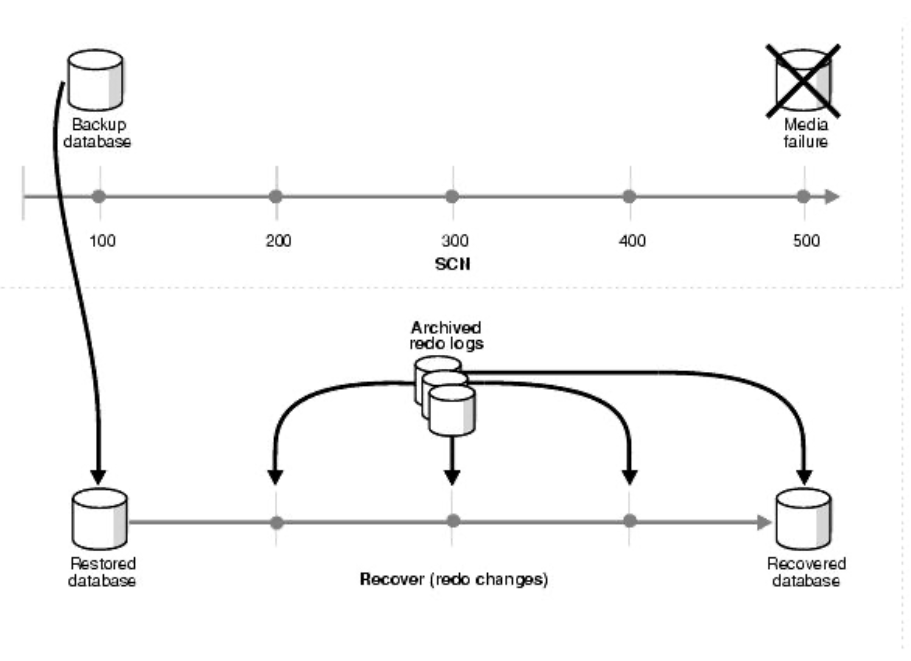 Backup
database
Media
failure
100
200
300
400
500
SCN
Archived
redo logs
Restored
database
Recover (redo changes)
Recovered
database